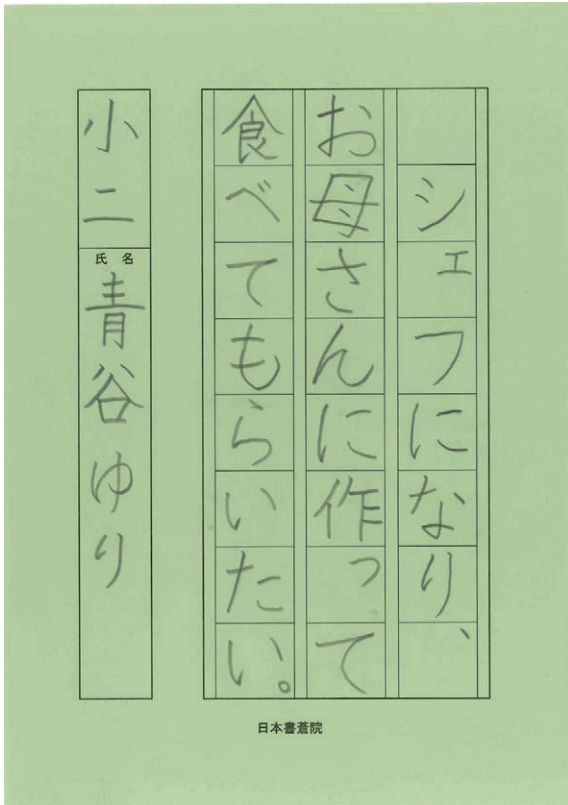 シェフになり、
お母さんに作って
食べてもらいたい。
小二
氏名
青谷ゆり
日本書蒼院